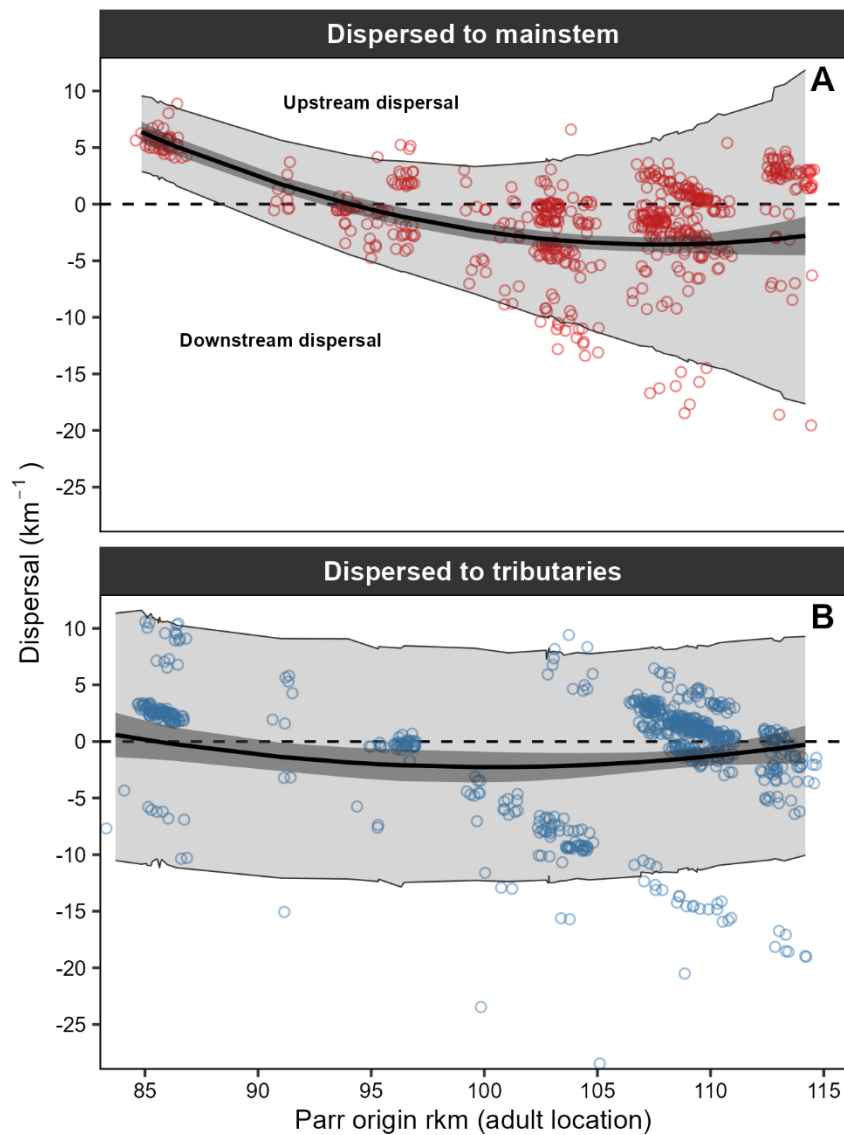 Dispersed to mainstem
A
Upstream dispersal
Downstream dispersal
10
5
0
-5
-10
-15
-20
-25
Dispersed to tributaries
B
10
5
0
-5
-10
-15
-20
-25
Dispersal (km⁻¹ )
85 90 95 100 105 110 115
Parr origin rkm (adult location)